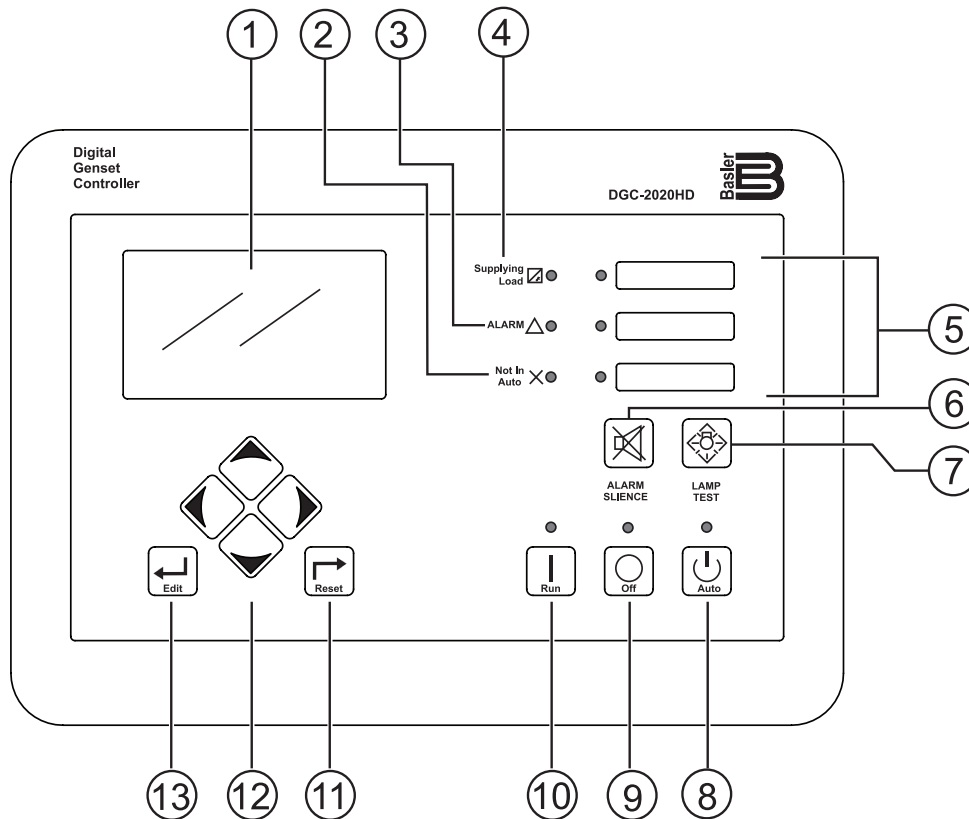 1
2
3
4
Digital
Genset
Controller
DGC-2020HD
Basler
Supplying
Load
ALARM
Not In
Auto
5
6
7
ALARM
SLIENCE
LAMP
TEST
Edit
Reset
Run
Off
Auto
13
12
11
10
9
8